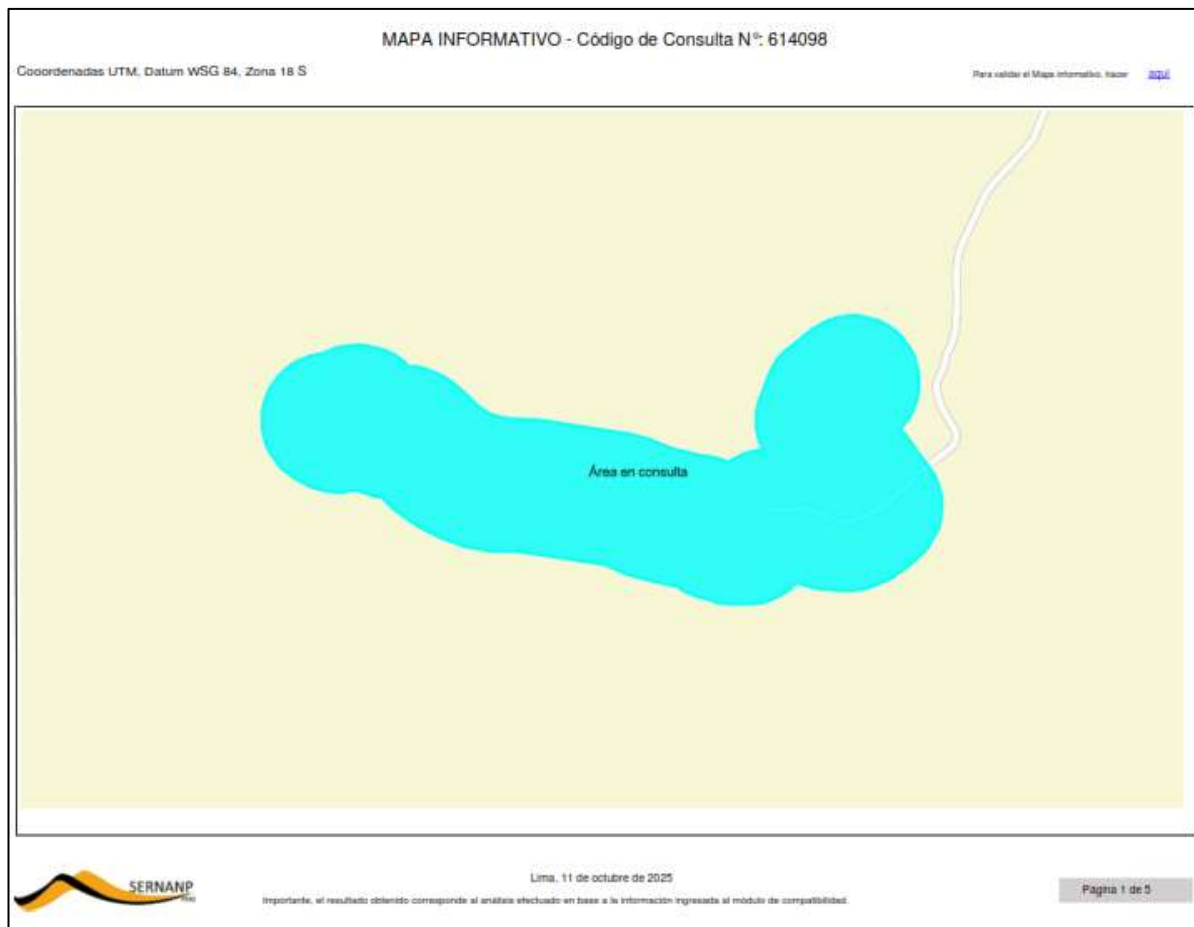 MAPA INFORMATIVO - Código de Consulta N°: 614098
Cooordenadas UTM, Datum WSG 84, Zona 18 S
Para validar el Mapa informativo, hacer aquí
Área en consulta
SERNANP
PERÚ
Lima, 11 de octubre de 2025
Importante, el resultado obtenido corresponde al análisis efectuado en base a la información ingresada al módulo de compatibilidad.
Pagina 1 de 5